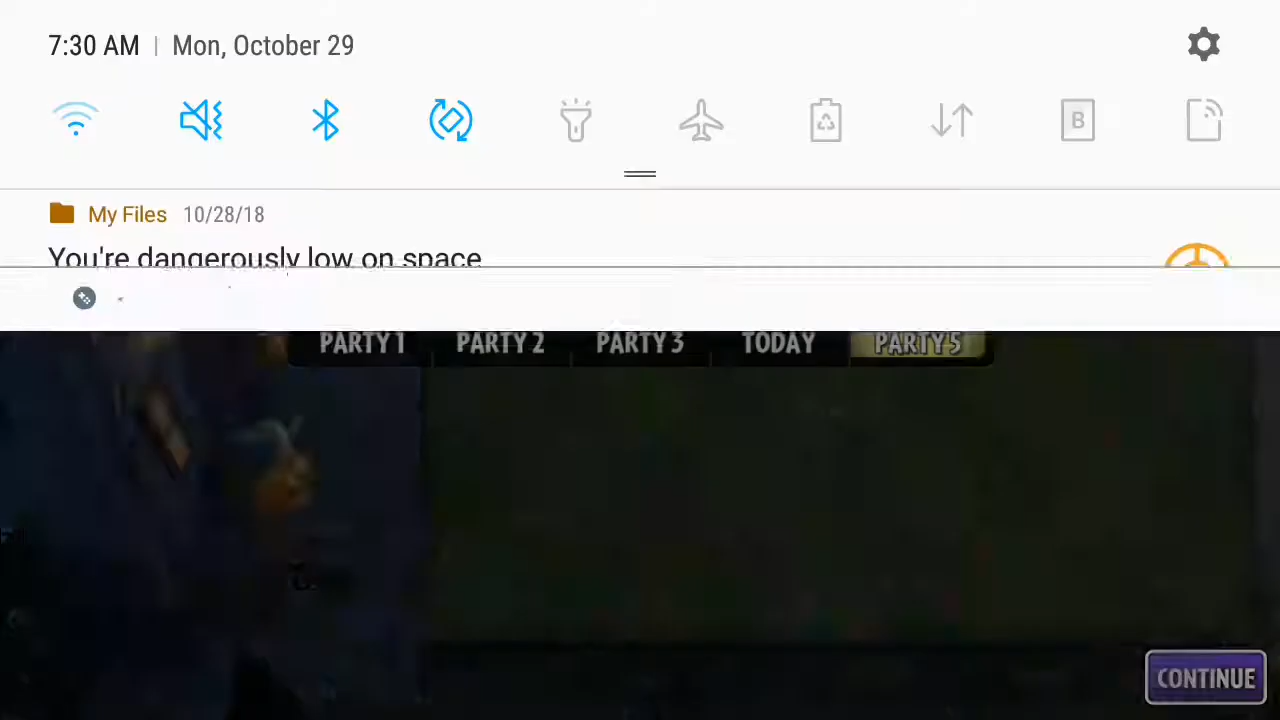 7:30 AM | Mon, October 29
B
My Files 10/28/18
You're dangerously low on space
PARTY 1 PARTY 2 PARTY 3 TODAY PARTY 5
CONTINUE